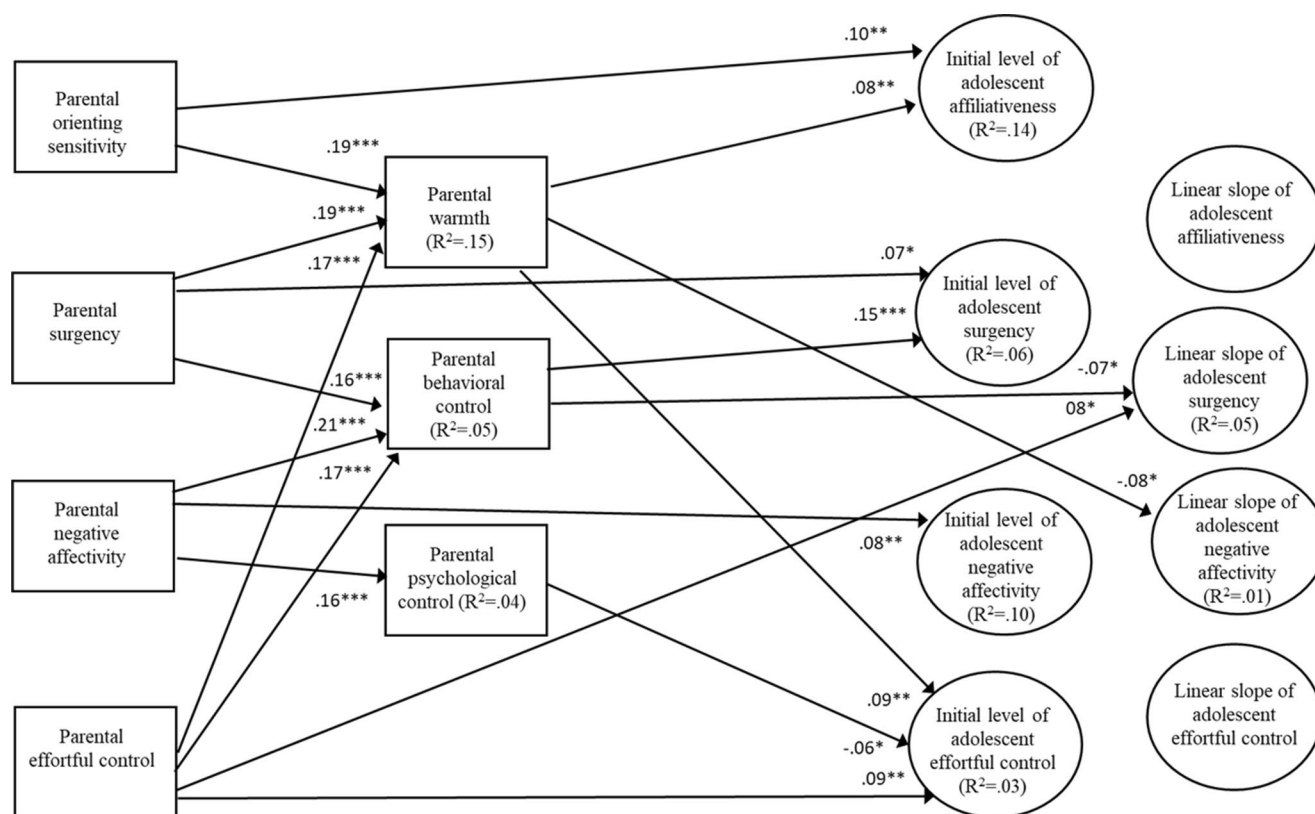 Parental
orienting
sensitivity
Parental
surgency
Parental
negative
affectivity
Parental
effortful control
.19***
.19***
.17***
.16***
.21***
.17***
.16***
Parental
warmth
(R²=.15)
Parental
behavioral
control
(R²=.05)
Parental
psychological
control (R²=.04)
.10**
.08**
.07*
.15***
.08**
.09**
-.06*
.09**
Initial level of
adolescent
affiliativeness
(R²=.14)
Initial level of
adolescent
surgency
(R²=.06)
Initial level of
adolescent
negative
affectivity
(R²=.10)
Initial level of
adolescent
effortful control
(R²=.03)
-.07*
08*
-.08*
Linear slope of
adolescent
affiliativeness
Linear slope of
adolescent
surgency
(R²=.05)
Linear slope of
adolescent
negative
affectivity
(R²=.01)
Linear slope of
adolescent
effortful control